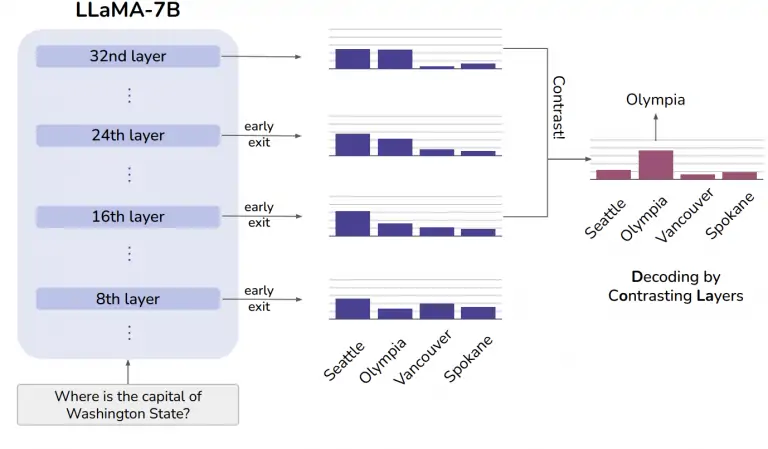 LLaMA-7B
32nd layer
24th layer
early
exit
16th layer
early
exit
8th layer
early
exit
Where is the capital of
Washington State?
Seattle
Olympia
Vancouver
Spokane
Contrast!
Olympia
Seattle
Olympia
Vancouver
Spokane
Decoding by
Contrasting Layers